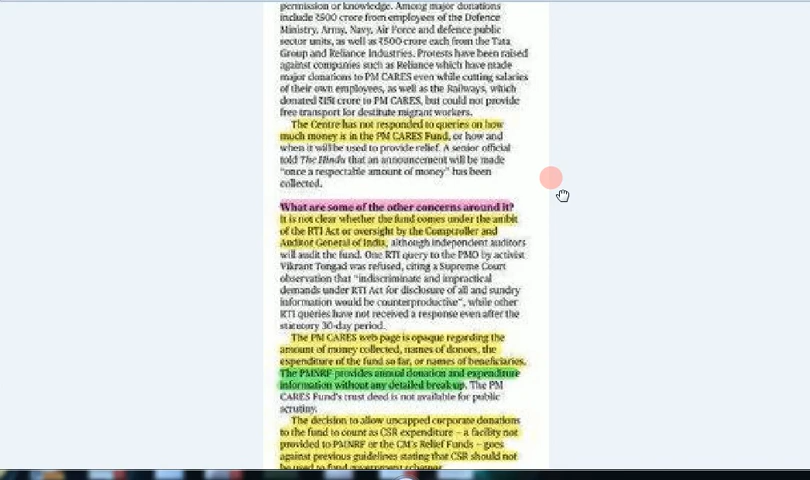 permission or knowledge. Among major donations
include ₹500 crore from employees of the Defence
Ministry, Army, Navy, Air Force and defence public
sector units, as well as ₹500 crore each from the Tata
Group and Reliance Industries. Protests have been raised
against companies such as Reliance which have made
major donations to PM CARES even while cutting salaries
of their own employees, as well as the Railways, which
donated ₹151 crore to PM CARES, but could not provide
free transport for destitute migrant workers.
The Centre has not responded to queries on how
much money is in the PM CARES Fund, or how and
when it will be used to provide relief. A senior official
told The Hindu that an announcement will be made
"once a respectable amount of money" has been
collected.
What are some of the other concerns around it?
It is not clear whether the fund comes under the ambit
of the RTI Act or oversight by the Comptroller and
Auditor General of India, although independent auditors
will audit the fund. One RTI query to the PMO by activist
Vikrant Tongad was refused, citing a Supreme Court
observation that "indiscriminate and impractical
demands under RTI Act for disclosure of all and sundry
information would be counterproductive", while other
RTI queries have not received a response even after the
statutory 30-day period.
The PM CARES web page is opaque regarding the
amount of money collected, names of donors, the
expenditure of the fund so far, or names of beneficiaries.
The PMNRF provides annual donation and expenditure
information without any detailed break-up. The PM
CARES Fund's trust deed is not available for public
scrutiny.
The decision to allow uncapped corporate donations
to the fund to count as CSR expenditure – a facility not
provided to PMNRF or the CM's Relief Funds – goes
against previous guidelines stating that CSR should not
be used to fund government schemes.